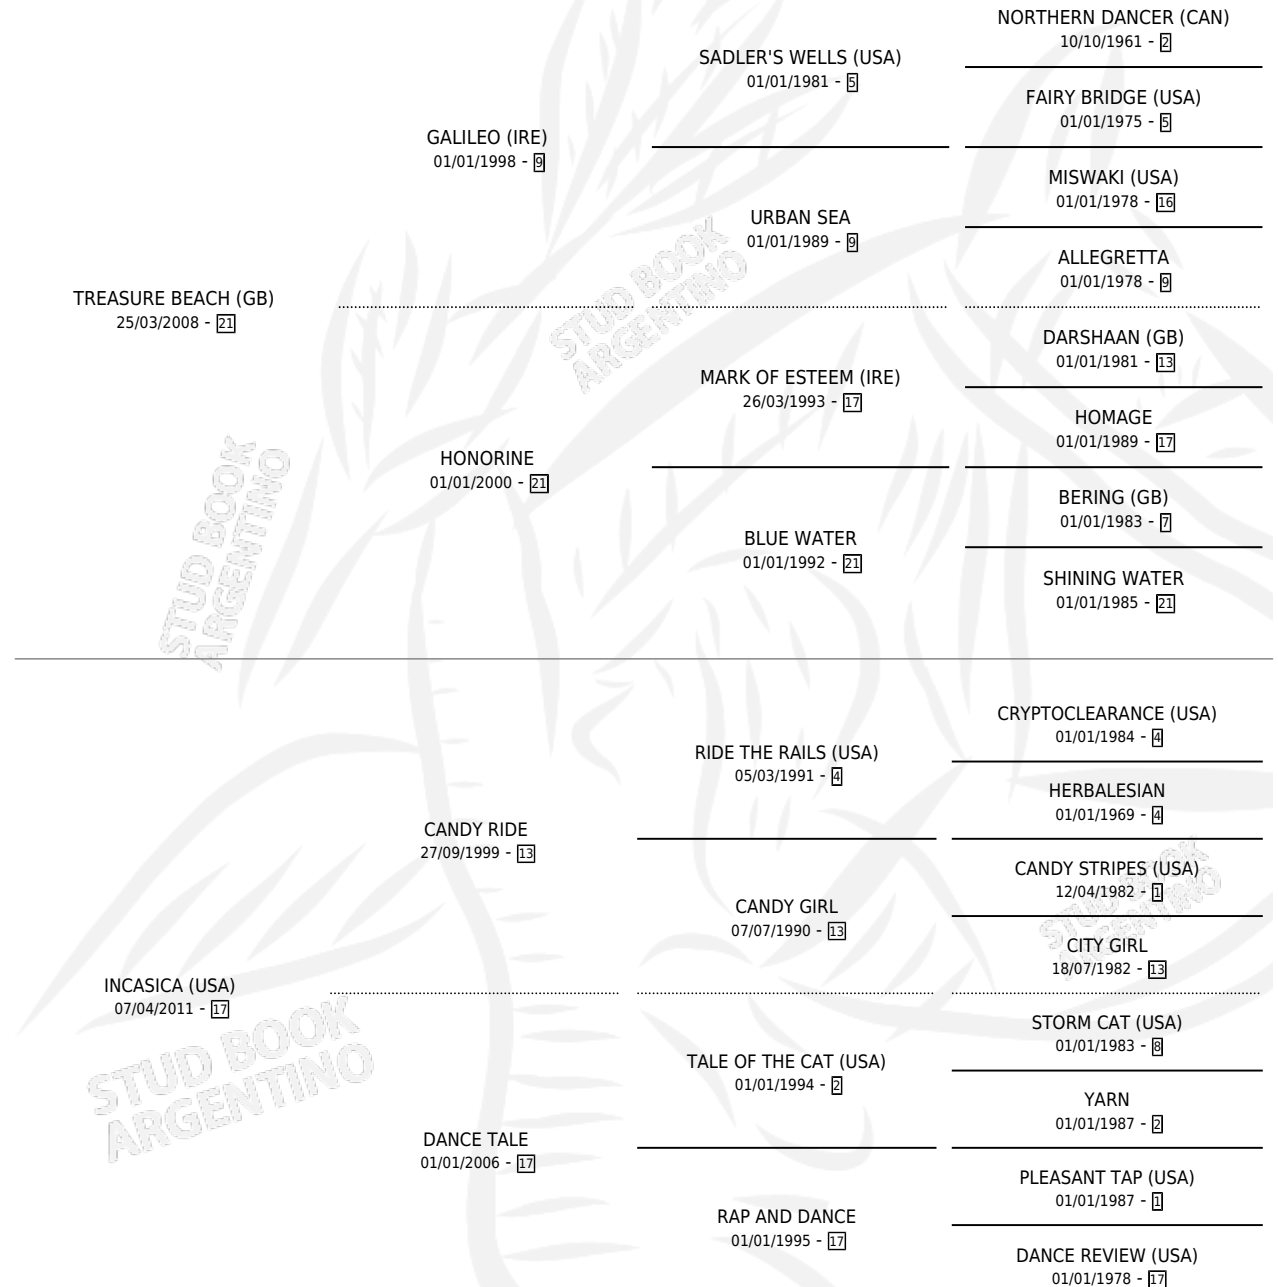 NORTHERN DANCER (CAN)
10/10/1961 - 2
SADLER'S WELLS (USA)
01/01/1981 - 5
FAIRY BRIDGE (USA)
01/01/1975 - 5
GALILEO (IRE)
01/01/1998 - 9
MISWAKI (USA)
01/01/1978 - 16
URBAN SEA
01/01/1989 - 9
ALLEGRETTA
01/01/1978 - 9
TREASURE BEACH (GB)
25/03/2008 - 21
DARSHAAN (GB)
01/01/1981 - 13
MARK OF ESTEEM (IRE)
26/03/1993 - 17
HOMAGE
01/01/1989 - 17
HONORINE
01/01/2000 - 21
BERING (GB)
01/01/1983 - 7
BLUE WATER
01/01/1992 - 21
SHINING WATER
01/01/1985 - 21
CRYPTOCLEARANCE (USA)
01/01/1984 - 4
RIDE THE RAILS (USA)
05/03/1991 - 4
HERBALESIAN
01/01/1969 - 4
CANDY RIDE
27/09/1999 - 13
CANDY STRIPES (USA)
12/04/1982 - 1
CANDY GIRL
07/07/1990 - 13
CITY GIRL
18/07/1982 - 13
INCASICA (USA)
07/04/2011 - 17
STORM CAT (USA)
01/01/1983 - 8
TALE OF THE CAT (USA)
01/01/1994 - 2
YARN
01/01/1987 - 2
DANCE TALE
01/01/2006 - 17
PLEASANT TAP (USA)
01/01/1987 - 1
RAP AND DANCE
01/01/1995 - 17
DANCE REVIEW (USA)
01/01/1978 - 17
STUD BOOK
ARGENTINO
STUD BOOK
ARGENTINO
STUD BOOK
ARGENTINO
STUD BOOK
ARGENTINO